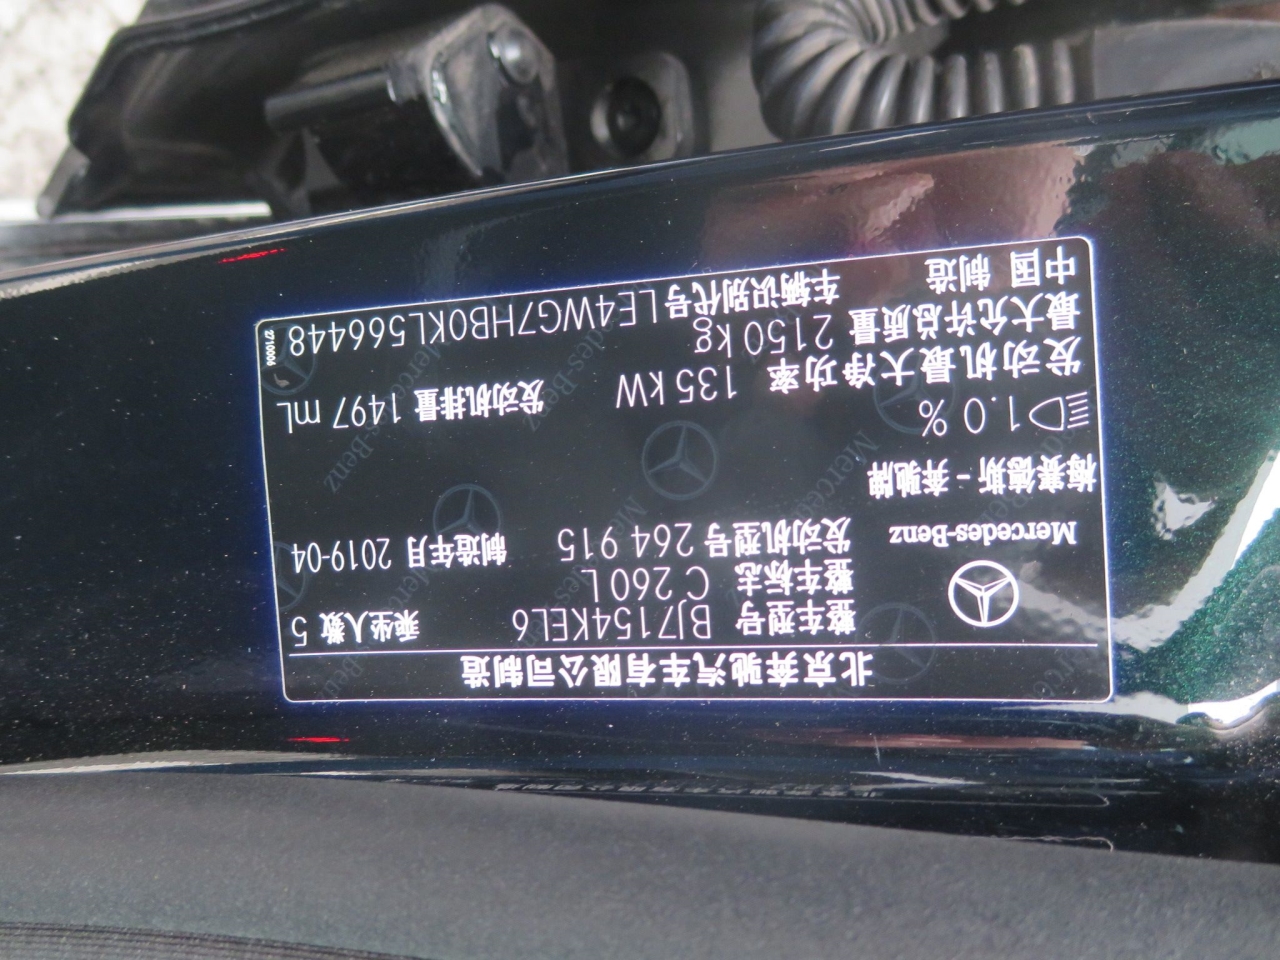 北京奔驰汽车有限公司制造
整车型号 BJ7154KEL6 乘坐人数 5
整车标志 C 260 L
发动机型号 264 915 制造年月 2019-04
Mercedes-Benz
梅赛德斯-奔驰牌
1.0 %
发动机最大净功率 135 kW 发动机排量 1497 mL
最大允许总质量 2150 kg
中国 制造 车辆识别代号 LE4WG7HB0KL566448